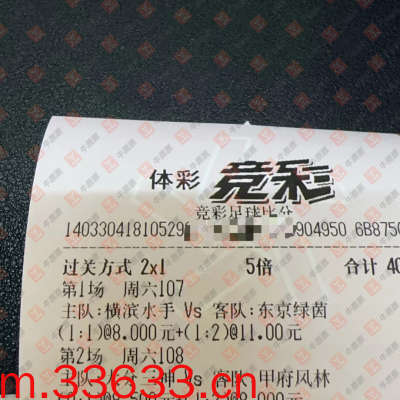 体彩 竞彩
竞彩足球比分
14033041810529 904950 6B875
过关方式 2x1 5倍 合计 40
第1场 周六107
主队:横滨水手 Vs 客队:东京绿茵
(1:1)@8.000元+(1:2)@11.00元
第2场 周六108
Vs 客队:甲府风林
m.33633.cn